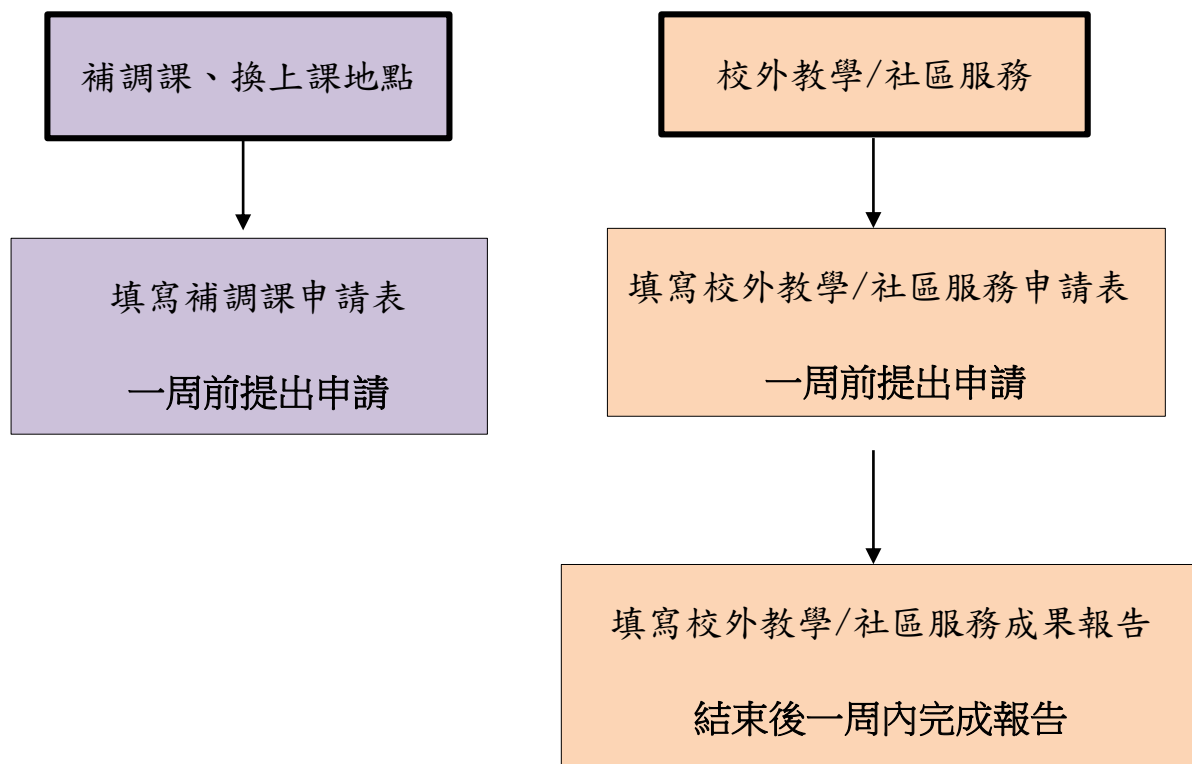 補調課、換上課地點
填寫補調課申請表
一周前提出申請
校外教學/社區服務
填寫校外教學/社區服務申請表
一周前提出申請
填寫校外教學/社區服務成果報告
結束後一周內完成報告